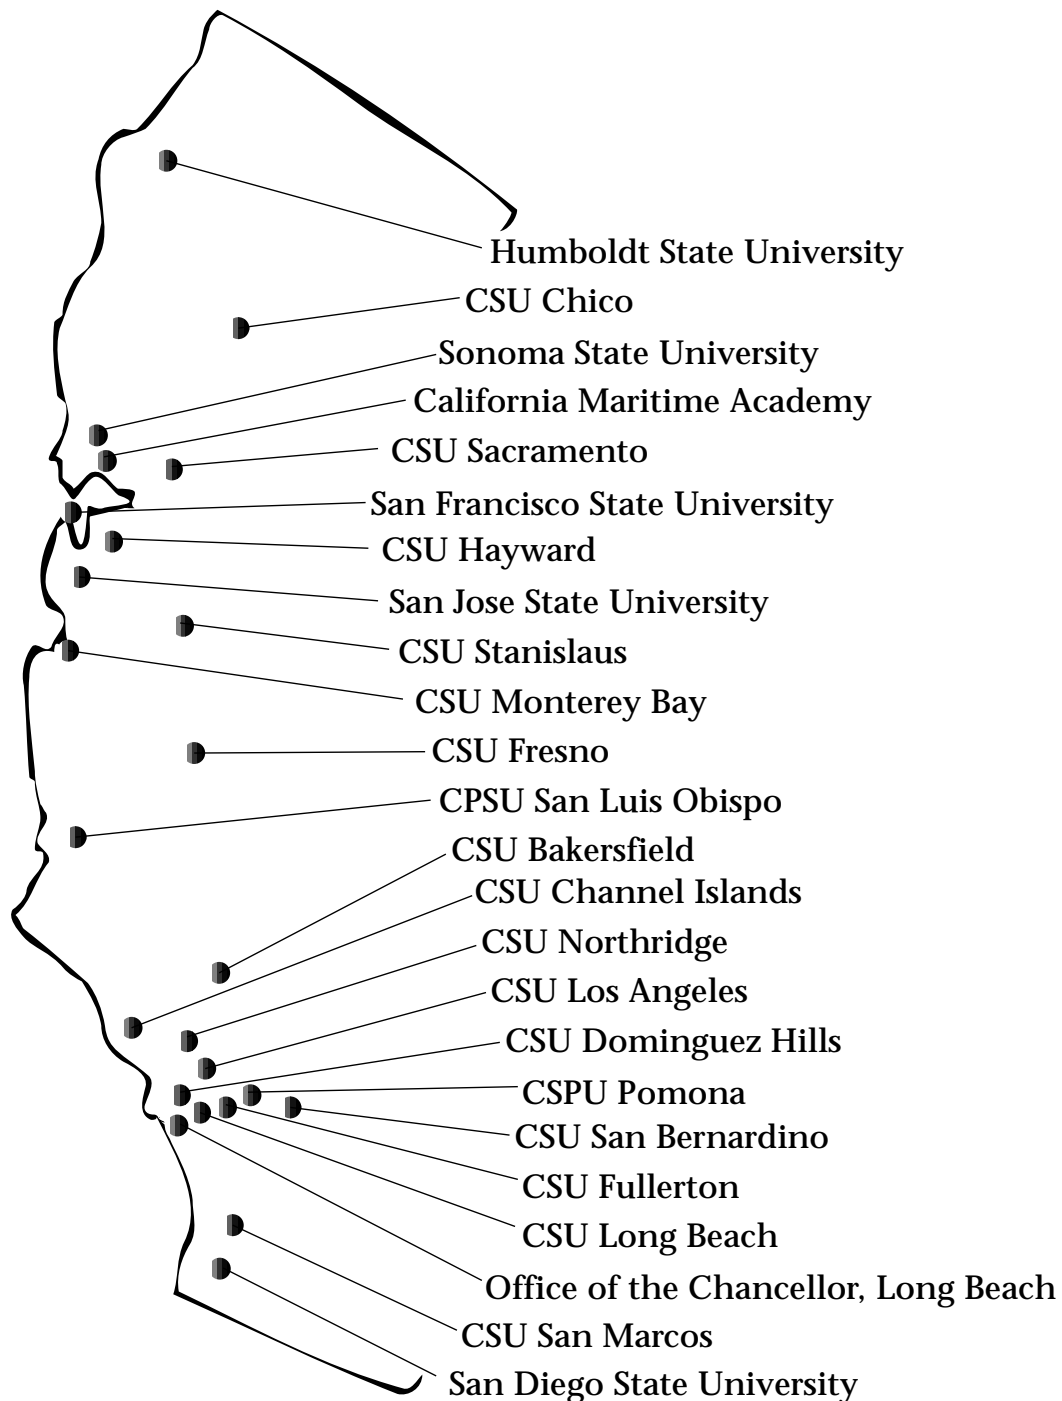 Humboldt State University
CSU Chico
Sonoma State University
California Maritime Academy
CSU Sacramento
San Francisco State University
CSU Hayward
San Jose State University
CSU Stanislaus
CSU Monterey Bay
CSU Fresno
CPSU San Luis Obispo
CSU Bakersfield
CSU Channel Islands
CSU Northridge
CSU Los Angeles
CSU Dominguez Hills
CSPU Pomona
CSU San Bernardino
CSU Fullerton
CSU Long Beach
Office of the Chancellor, Long Beach
CSU San Marcos
San Diego State University